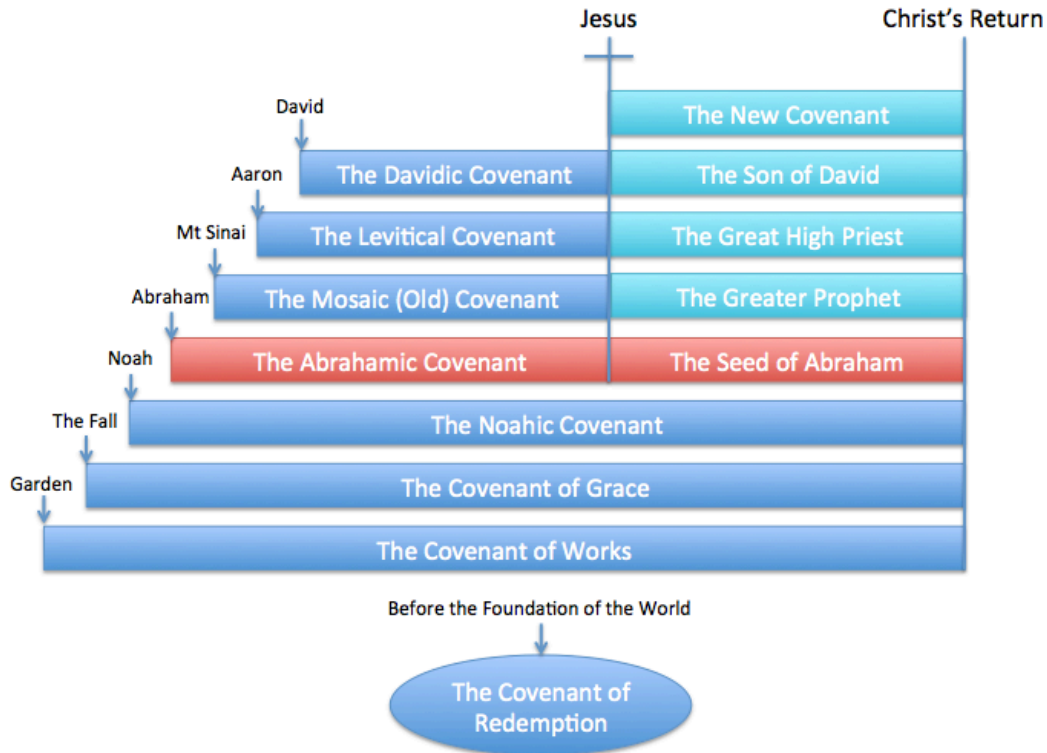 Jesus
Christ's Return
David
The New Covenant
The Davidic Covenant
The Son of David
Aaron
The Levitical Covenant
The Great High Priest
Mt Sinai
The Mosaic (Old) Covenant
The Greater Prophet
Abraham
The Abrahamic Covenant
The Seed of Abraham
Noah
The Noahic Covenant
The Fall
The Covenant of Grace
Garden
The Covenant of Works
Before the Foundation of the World
The Covenant of
Redemption